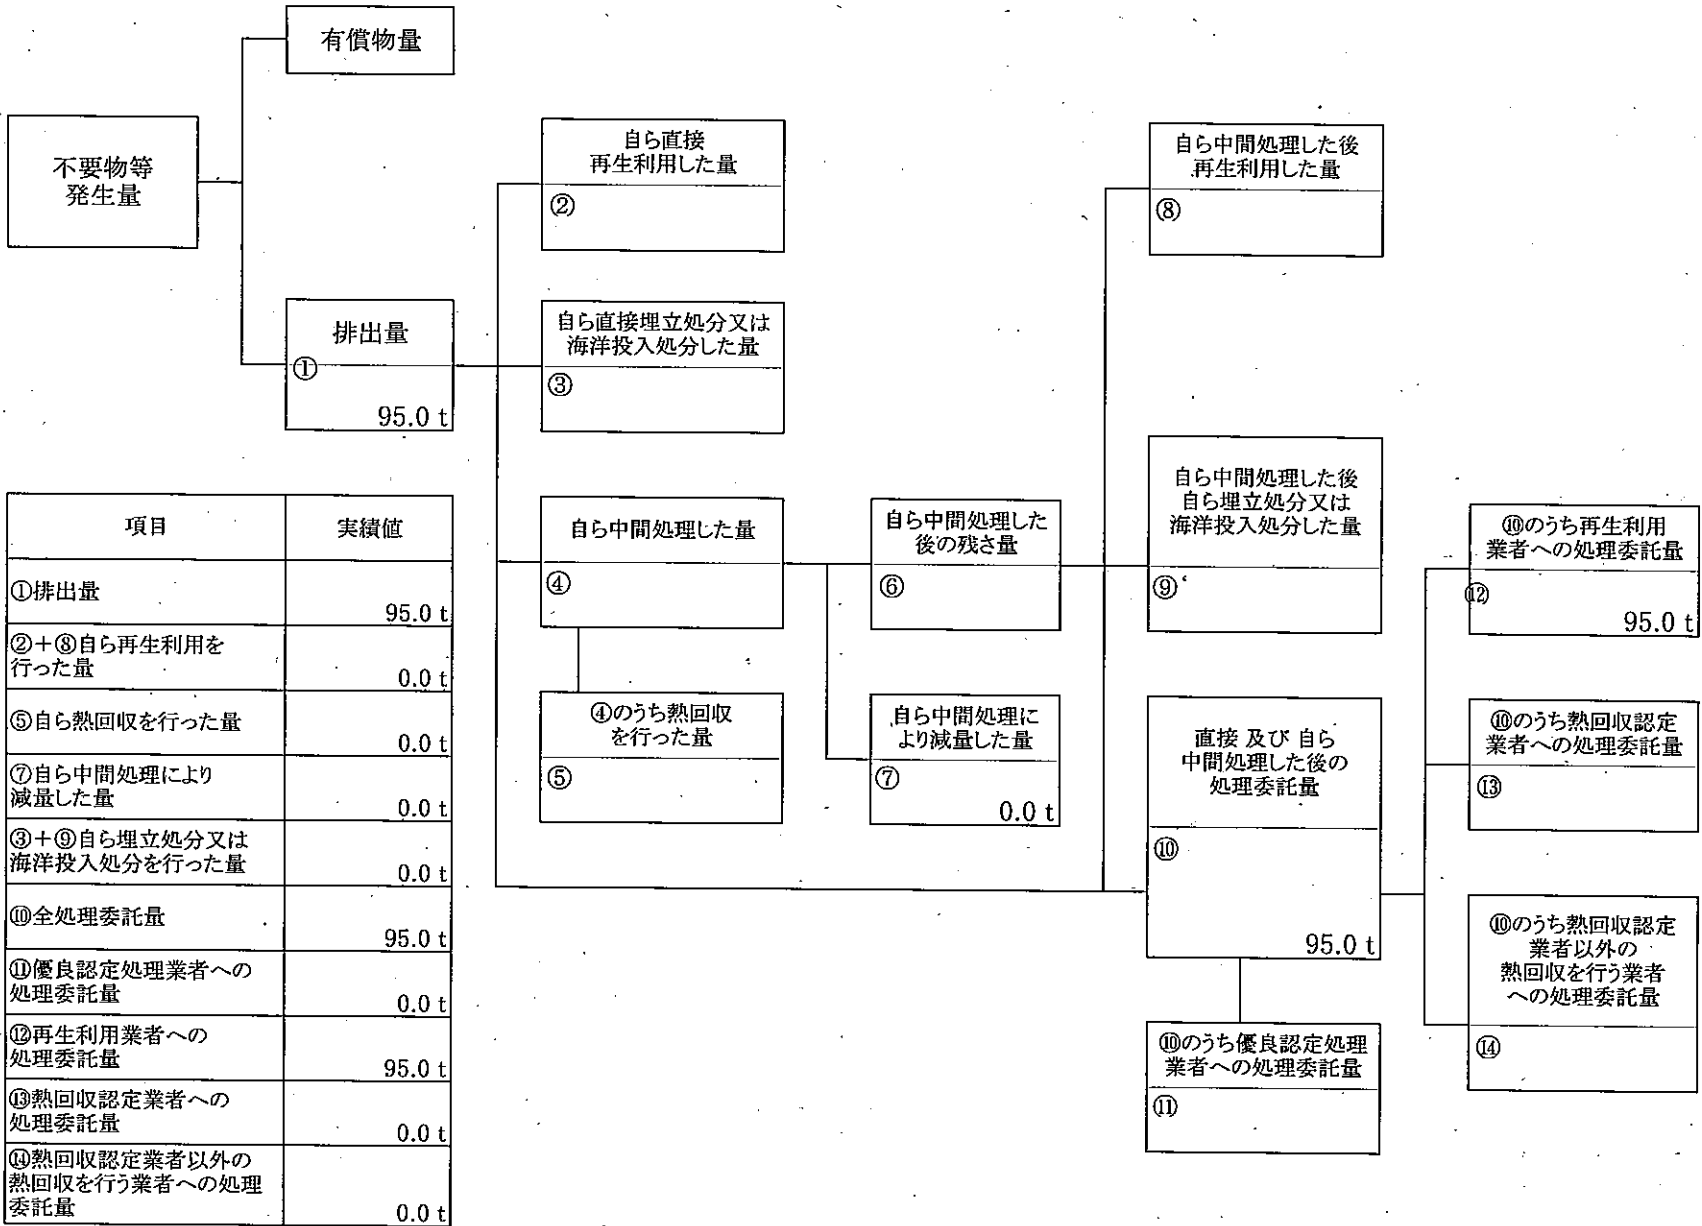 有償物量
不要物等
発生量
排出量
①
95.0 t
自ら直接
再生利用した量
②
自ら直接埋立処分又は
海洋投入処分した量
③
自ら中間処理した量
④
④のうち熱回収
を行った量
⑤
自ら中間処理した
後の残さ量
⑥
自ら中間処理に
より減量した量
⑦
0.0 t
自ら中間処理した後
再生利用した量
⑧
自ら中間処理した後
自ら埋立処分又は
海洋投入処分した量
⑨
直接 及び 自ら
中間処理した後の
処理委託量
⑩
95.0 t
⑩のうち優良認定処理
業者への処理委託量
⑪
⑩のうち再生利用
業者への処理委託量
⑫
95.0 t
⑩のうち熱回収認定
業者への処理委託量
⑬
⑩のうち熱回収認定
業者以外の
熱回収を行う業者
への処理委託量
⑭
項目 実績値
①排出量
95.0 t
②+⑧自ら再生利用を
行った量
0.0 t
⑤自ら熱回収を行った量
0.0 t
⑦自ら中間処理により
減量した量
0.0 t
③+⑨自ら埋立処分又は
海洋投入処分を行った量
0.0 t
⑩全処理委託量
95.0 t
⑪優良認定処理業者への
処理委託量
0.0 t
⑫再生利用業者への
処理委託量
95.0 t
⑬熱回収認定業者への
処理委託量
0.0 t
⑭熱回収認定業者以外の
熱回収を行う業者への処理
委託量
0.0 t